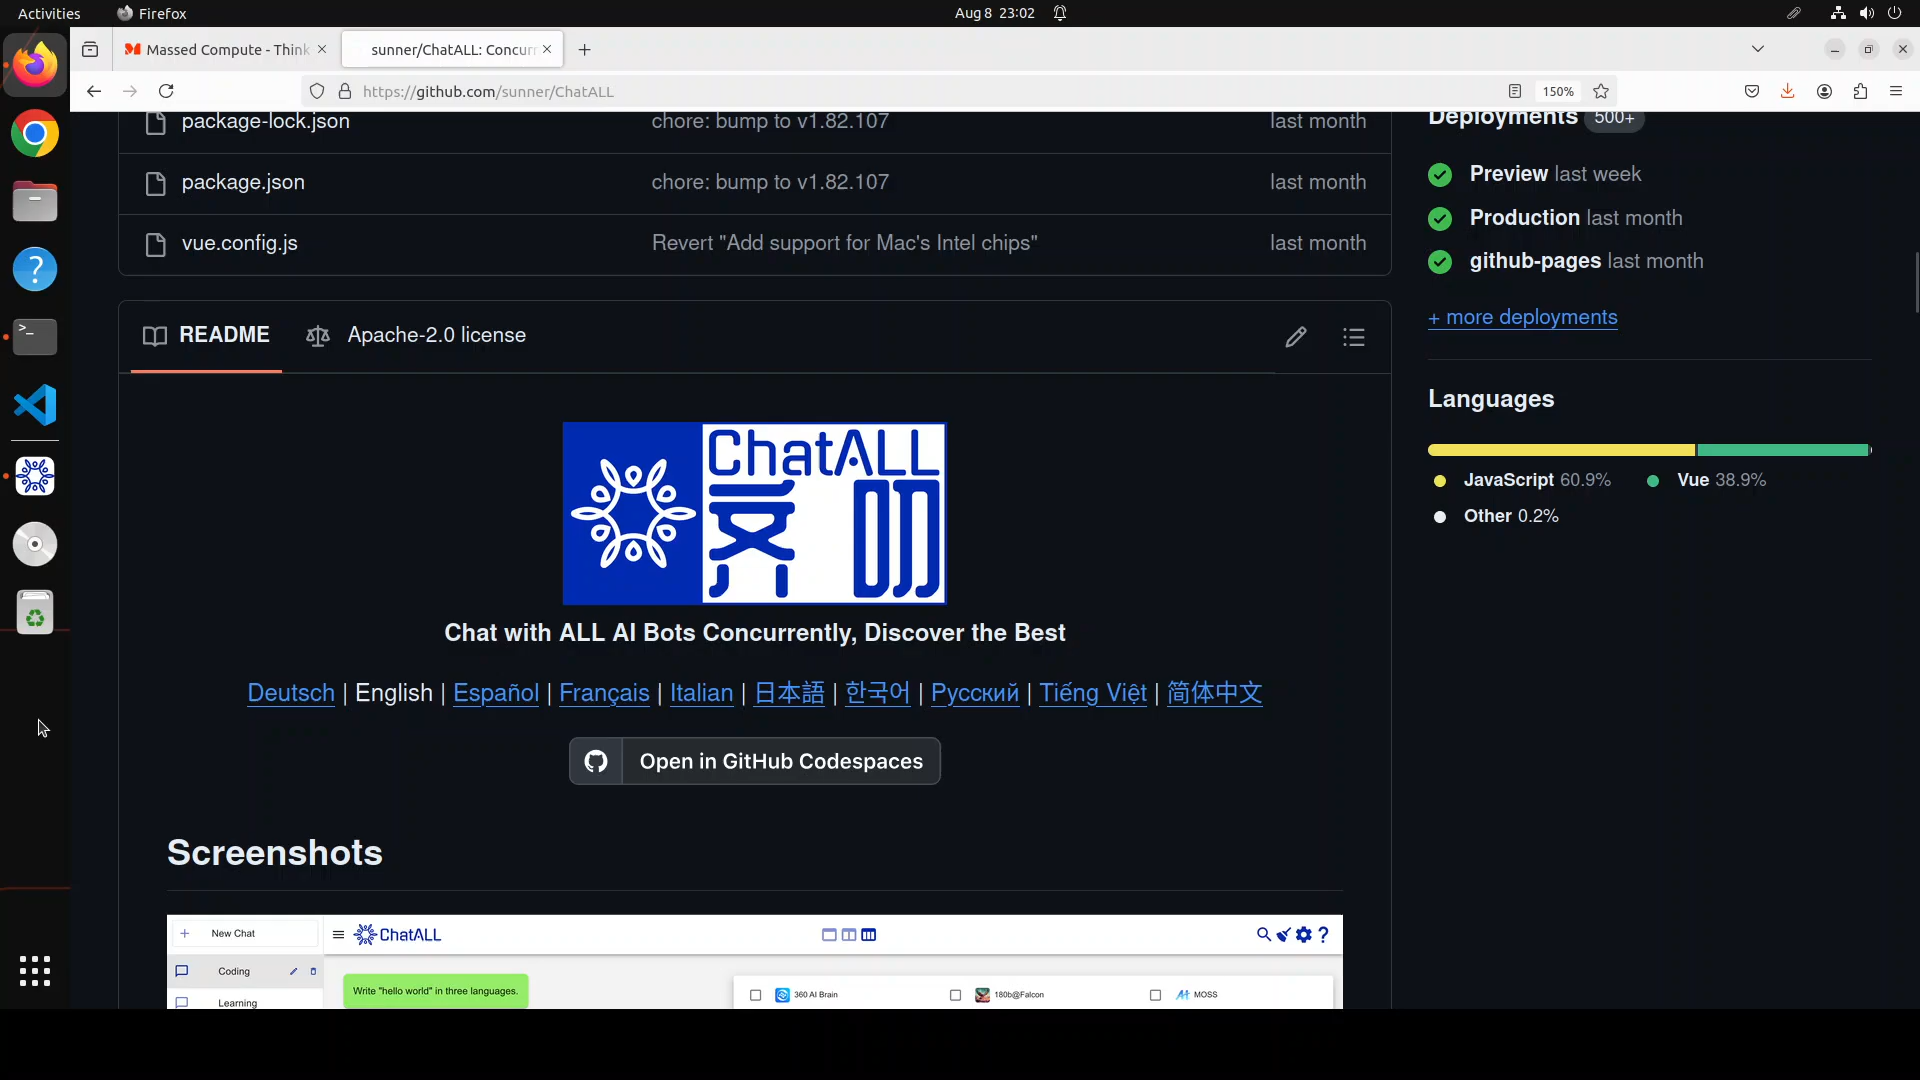 Activities
Firefox
Aug 8 23:02
Massed Compute - Think
sunner/ChatALL: Concur
https://github.com/sunner/ChatALL
150%
package-lock.json chore: bump to v1.82.107 last month
package.json chore: bump to v1.82.107 last month
vue.config.js Revert "Add support for Mac's Intel chips" last month
Deployments 500+
Preview last week
Production last month
github-pages last month
+ more deployments
Languages
JavaScript 60.9% Vue 38.9%
Other 0.2%
README Apache-2.0 license
ChatALL
齐叨
Chat with ALL AI Bots Concurrently, Discover the Best
Deutsch | English | Español | Français | Italian | 日本語 | 한국어 | Русский | Tiếng Việt | 简体中文
Open in GitHub Codespaces
Screenshots
New Chat
ChatALL
Coding
Learning
Write "hello world" in three languages.
360 AI Brain
180b@Falcon
MOSS